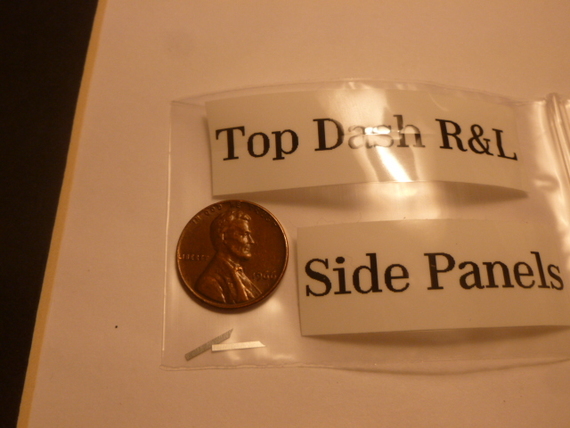 Top Dash R&L
Side Panels